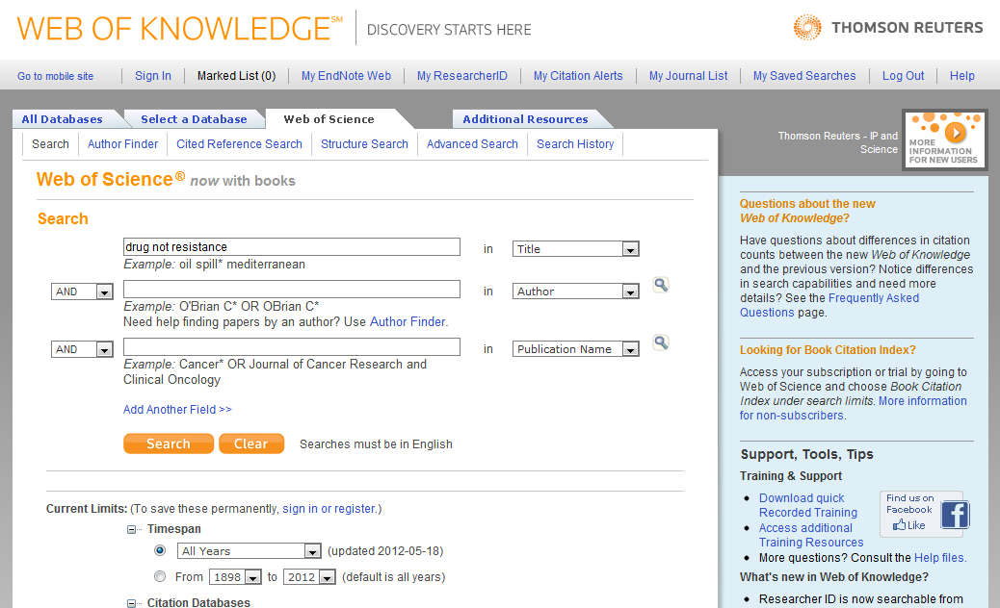 WEB OF KNOWLEDGE℠ DISCOVERY STARTS HERE
THOMSON REUTERS
Go to mobile site Sign In Marked List (0) My EndNote Web My ResearcherID My Citation Alerts My Journal List My Saved Searches Log Out Help
All Databases Select a Database Web of Science Additional Resources
Search Author Finder Cited Reference Search Structure Search Advanced Search Search History
Thomson Reuters - IP and
Science
MORE
INFORMATION
FOR NEW USERS
Web of Science® now with books
Search
drug not resistance in Title
Example: oil spill* mediterranean
AND in Author
Example: O'Brian C* OR OBrian C*
Need help finding papers by an author? Use Author Finder.
AND in Publication Name
Example: Cancer* OR Journal of Cancer Research and
Clinical Oncology
Add Another Field >>
Search Clear Searches must be in English
Current Limits: (To save these permanently, sign in or register.)
Timespan
All Years (updated 2012-05-18)
From 1898 to 2012 (default is all years)
Citation Databases
Questions about the new
Web of Knowledge?
Have questions about differences in citation
counts between the new Web of Knowledge
and the previous version? Notice differences
in search capabilities and need more
details? See the Frequently Asked
Questions page.
Looking for Book Citation Index?
Access your subscription or trial by going to
Web of Science and choose Book Citation
Index under search limits. More information
for non-subscribers.
Support, Tools, Tips
Training & Support
Download quick
Recorded Training
Access additional
Training Resources
More questions? Consult the Help files.
Find us on
Facebook
Like
f
What's new in Web of Knowledge?
Researcher ID is now searchable from